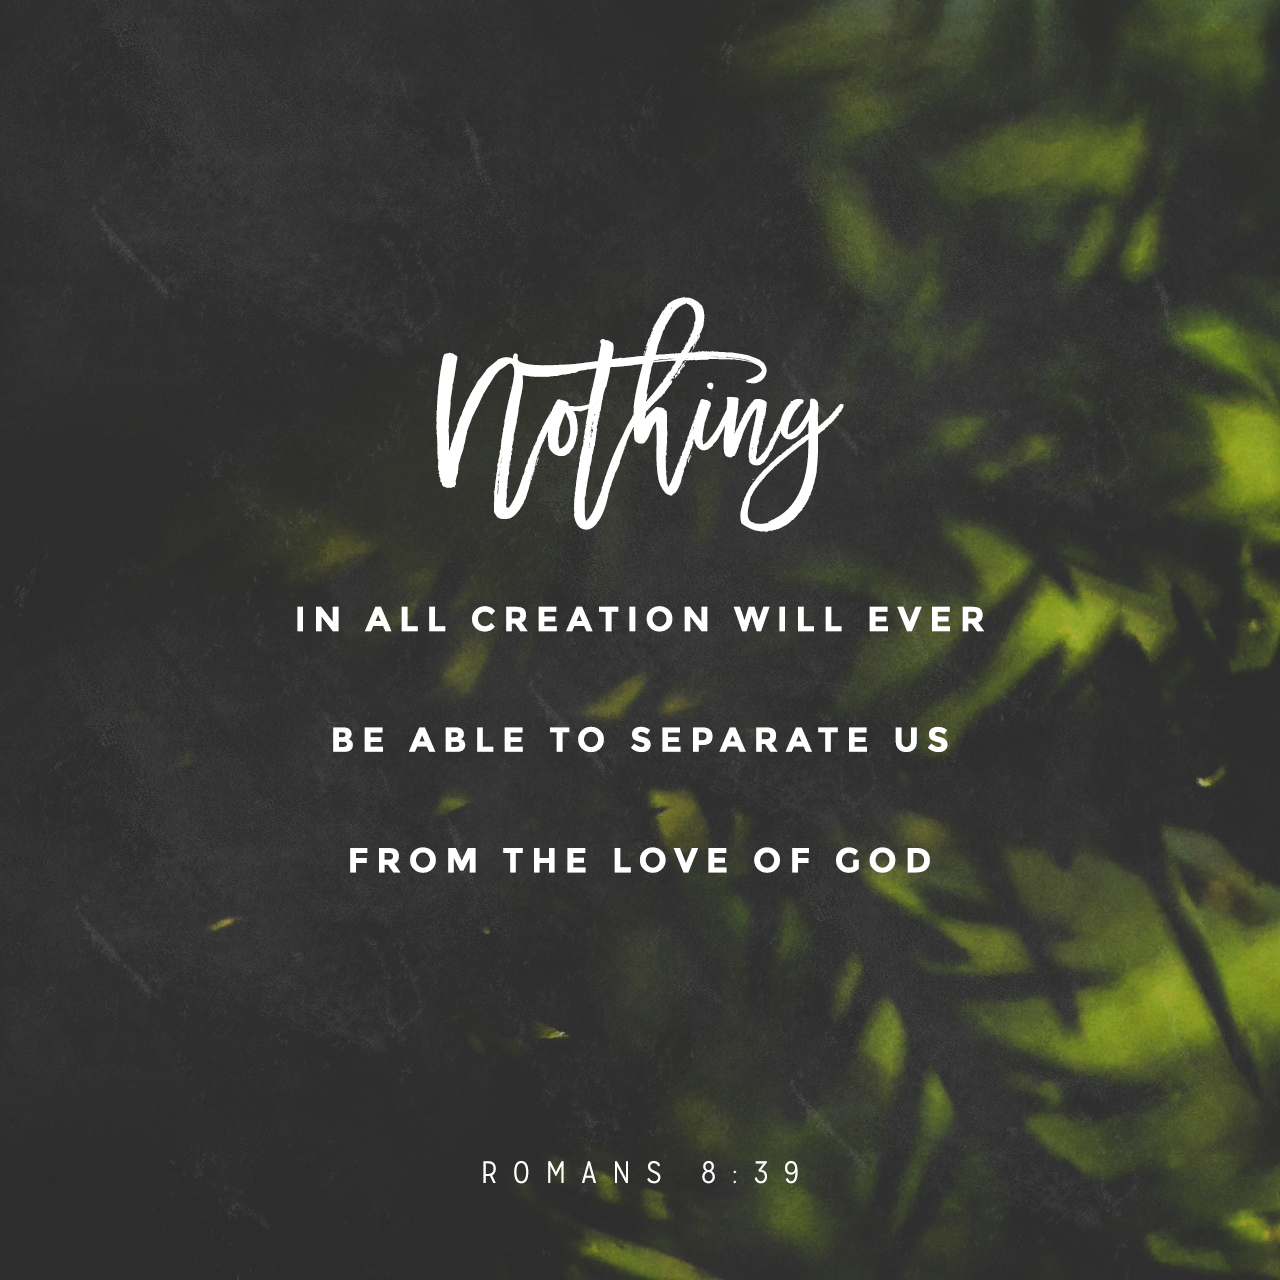 Nothing
IN ALL CREATION WILL EVER
BE ABLE TO SEPARATE US
FROM THE LOVE OF GOD
ROMANS 8:39